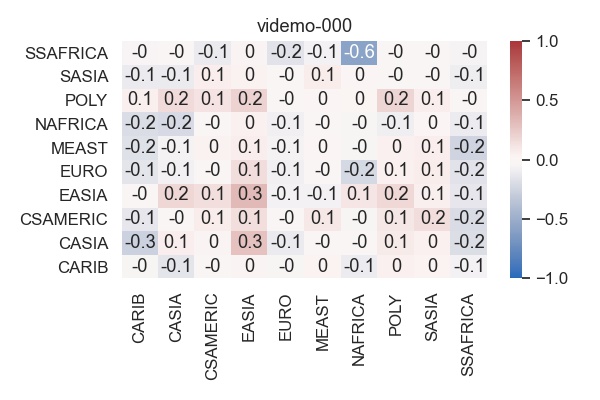 videmo-000
SSAFRICA -0 -0 -0.1 0 -0.2 -0.1 -0.6 -0 -0 -0
SASIA -0.1 -0.1 0.1 0 -0 0.1 0 -0 -0 -0.1
POLY 0.1 0.2 0.1 0.2 -0 0 0 0.2 0.1 -0
NAFRICA -0.2 -0.2 -0 0 -0.1 -0 -0 -0.1 0 -0.1
MEAST -0.2 -0.1 0 0.1 -0.1 0 -0 0 0.1 -0.2
EURO -0.1 -0.1 -0 0.1 -0.1 -0 -0.2 0.1 0.1 -0.2
EASIA -0 0.2 0.1 0.3 -0.1 -0.1 0.1 0.2 0.1 -0.1
CSAMERIC -0.1 -0 0.1 0.1 -0 0.1 -0 0.1 0.2 -0.2
CASIA -0.3 0.1 0 0.3 -0.1 -0 -0 0.1 0 -0.2
CARIB -0 -0.1 -0 0 -0 0 -0.1 0 0 -0.1
CARIB CASIA CSAMERIC EASIA EURO MEAST NAFRICA POLY SASIA SSAFRICA
1.0
0.5
0.0
−0.5
−1.0